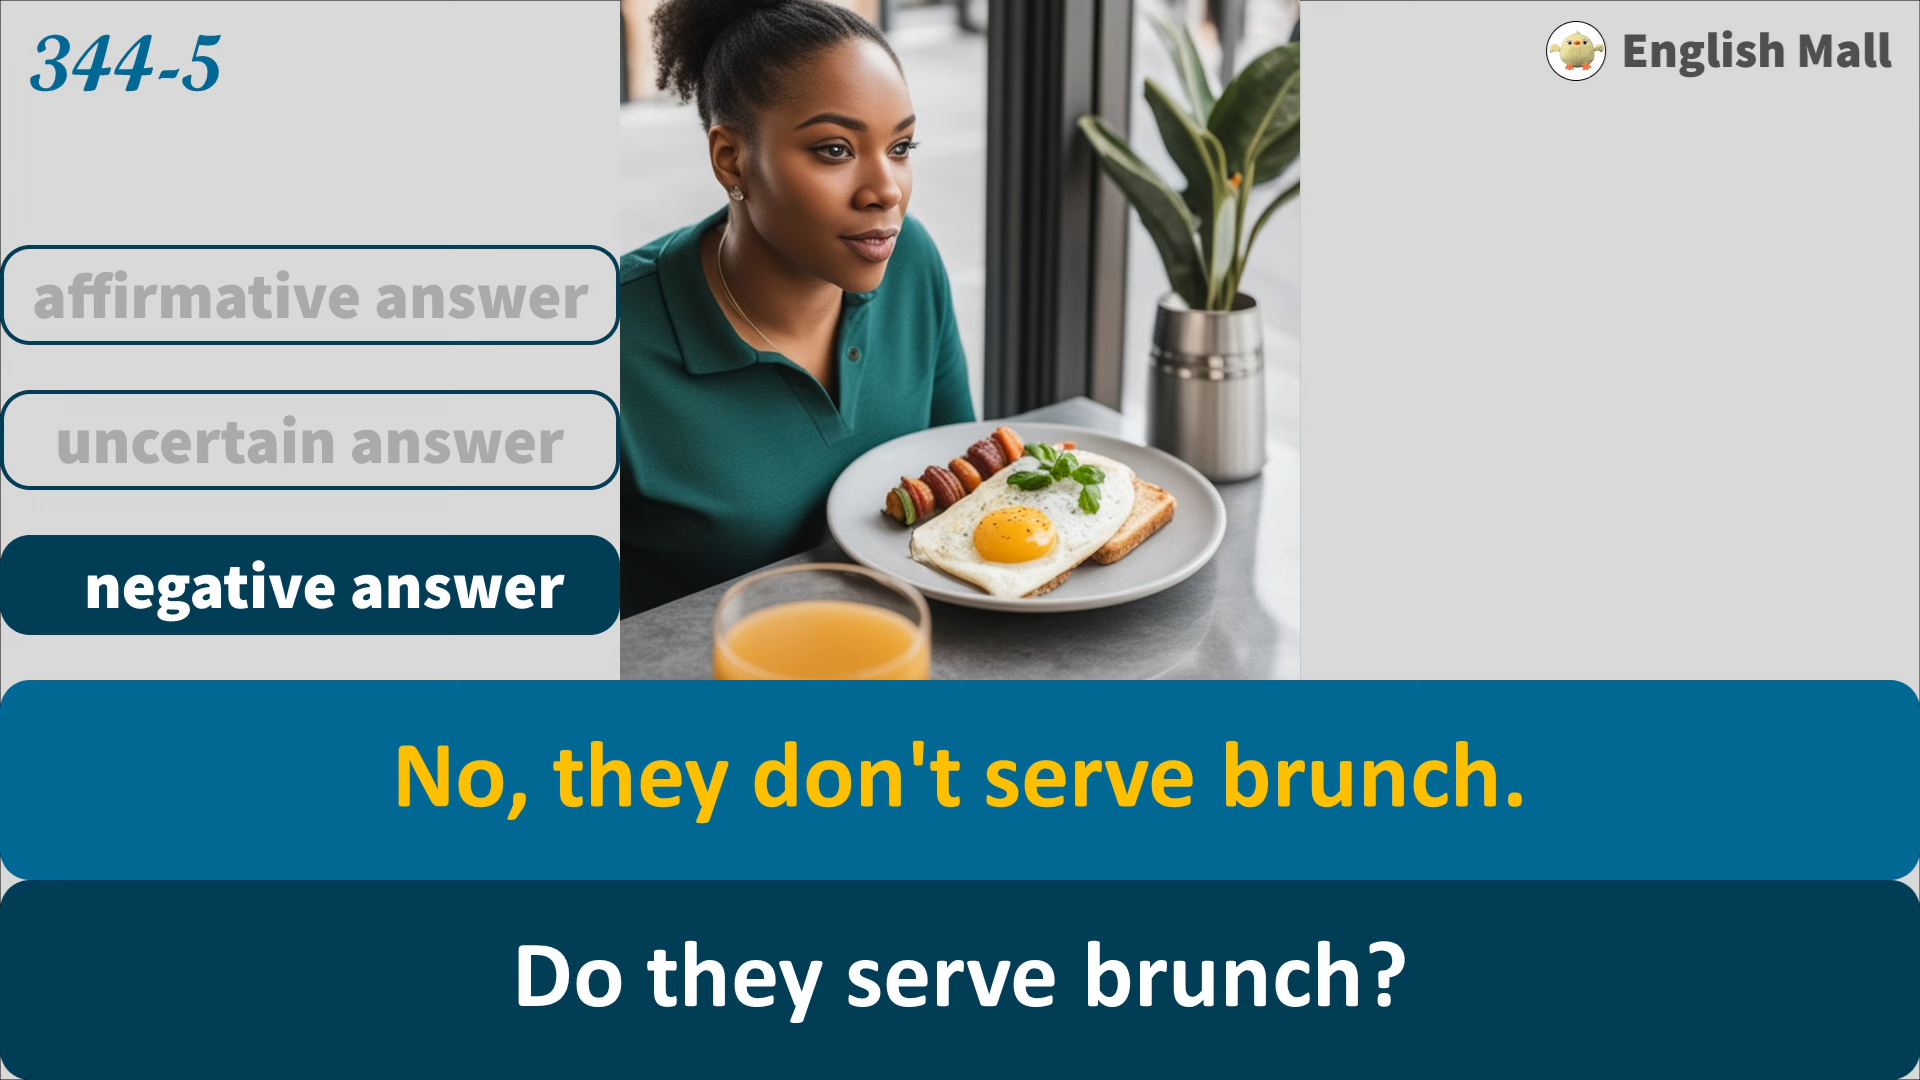 344-5
English Mall
affirmative answer
uncertain answer
negative answer
No, they don't serve brunch.
Do they serve brunch?